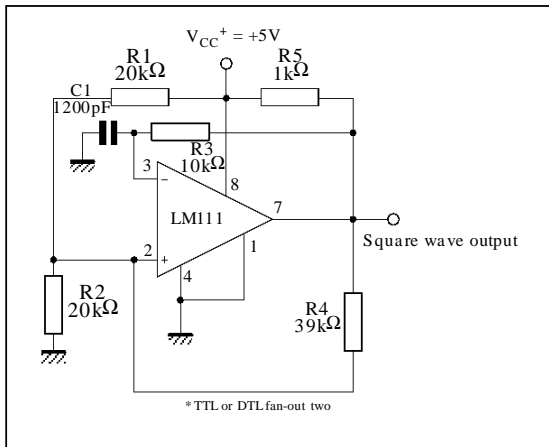 V_CC⁺ = +5V
R1
20kΩ
R5
1kΩ
C1
1200pF
R3
10kΩ
3
−
8
7
LM111
2
+
1
4
Square wave output
R2
20kΩ
R4
39kΩ
* TTL or DTL fan-out two